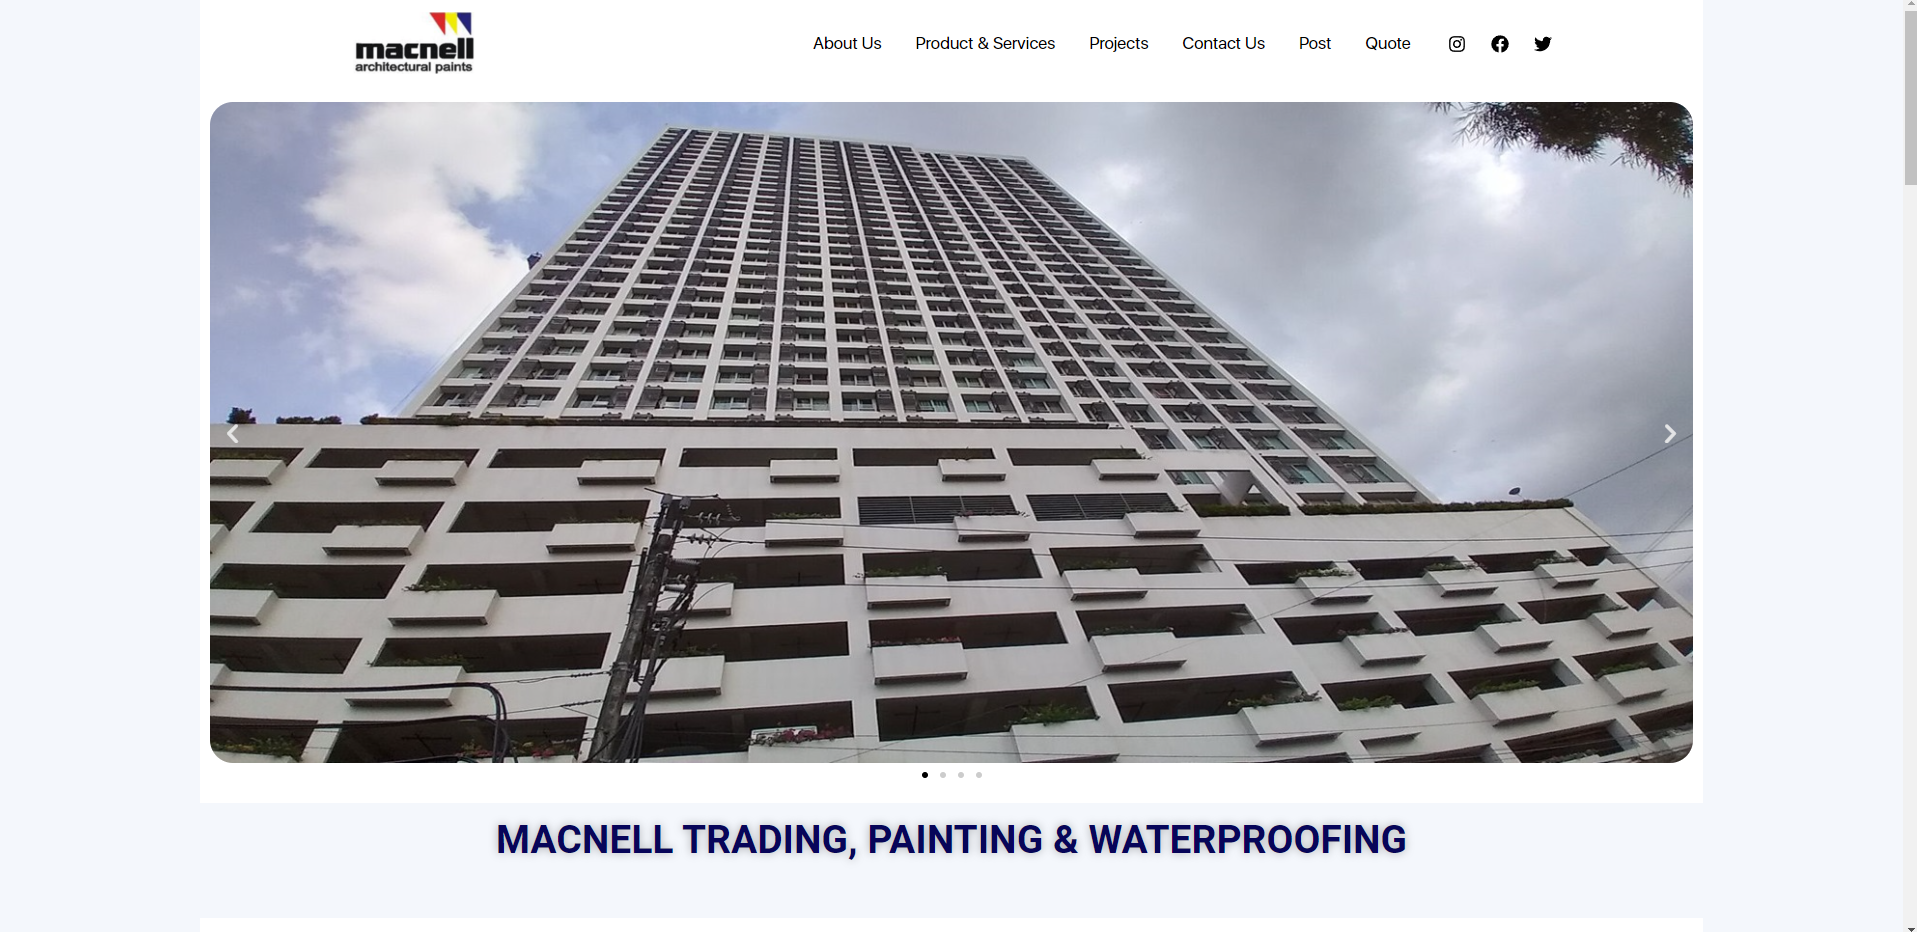 macnell
architectural paints
About Us
Product & Services
Projects
Contact Us
Post
Quote
MACNELL TRADING, PAINTING & WATERPROOFING